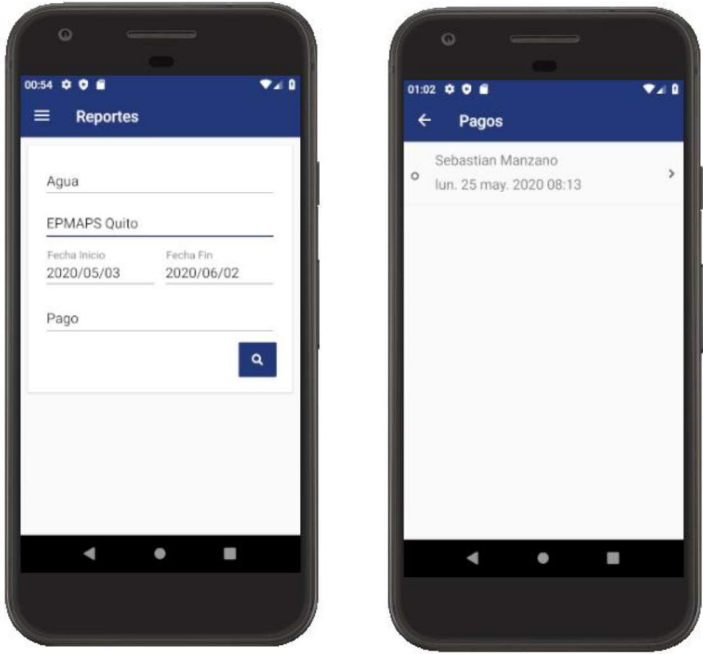 00:54
Reportes
Agua
EPMAPS Quito
Fecha Inicio Fecha Fin
2020/05/03 2020/06/02
Pago
01:02
Pagos
Sebastian Manzano
lun. 25 may. 2020 08:13